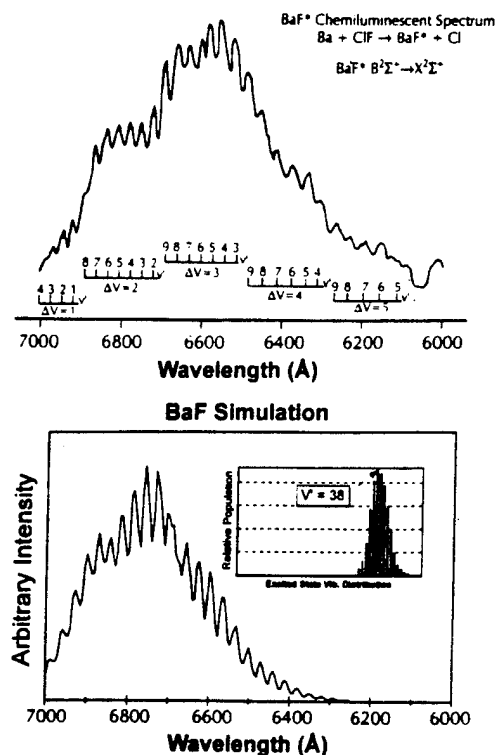 BaF* Chemiluminescent Spectrum
Ba + ClF → BaF* + Cl
BaF* B²Σ⁺→X²Σ⁺
9 8 7 6 5 4 3 v'
ΔV = 3
8 7 6 5 4 3 2 v'
ΔV = 2
9 8 7 6 5 4 v'
ΔV = 4
9 8 7 6 5 v'
ΔV = 5
4 3 2 1 v'
ΔV = 1
7000 6800 6600 6400 6200 6000
Wavelength (Å)
BaF Simulation
Arbitrary Intensity
Relative Population
V' = 38
Excited State Vib. Distribution
7000 6800 6600 6400 6200 6000
Wavelength (Å)